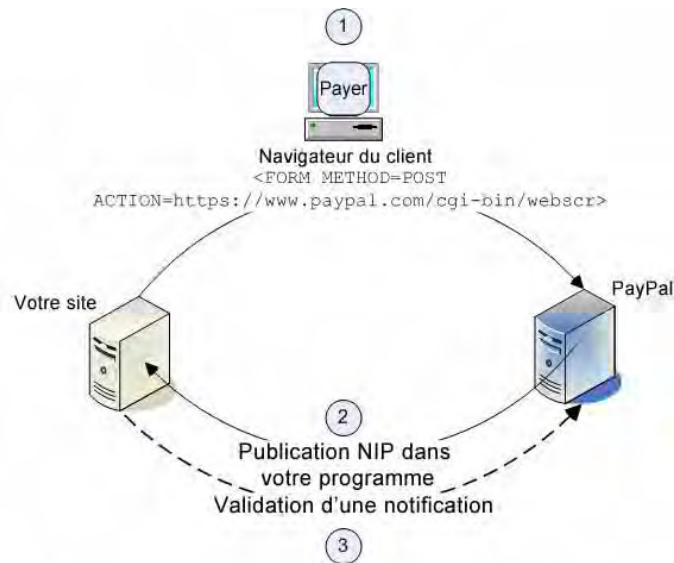 1
Payer
Navigateur du client
<FORM METHOD=POST
ACTION=https://www.paypal.com/cgi-bin/webscr>
Votre site
PayPal
2
Publication NIP dans
votre programme
Validation d'une notification
3